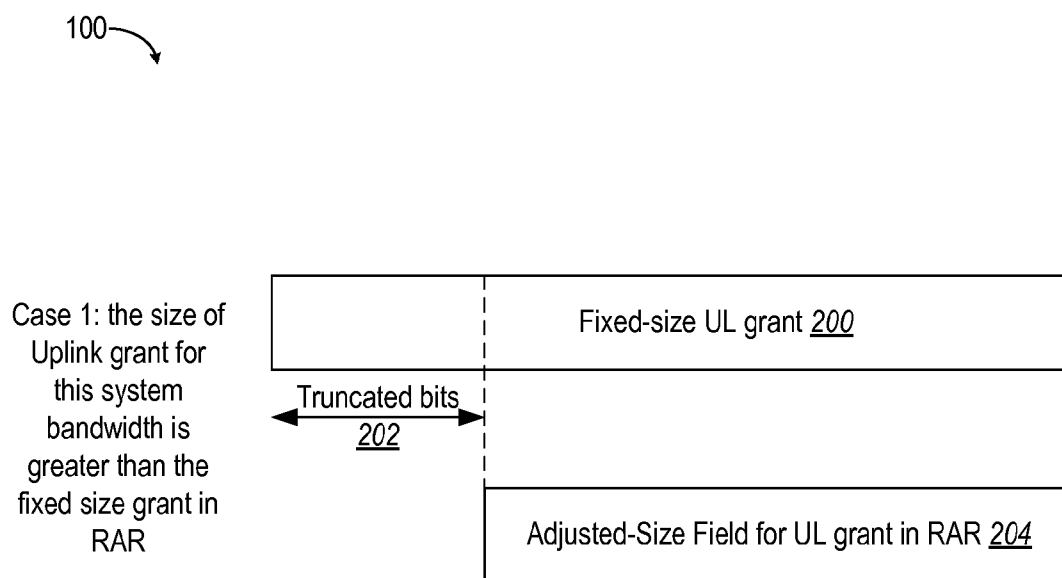 100
Case 1: the size of
Uplink grant for
this system
bandwidth is
greater than the
fixed size grant in
RAR
Fixed-size UL grant 200
Truncated bits
202
Adjusted-Size Field for UL grant in RAR 204